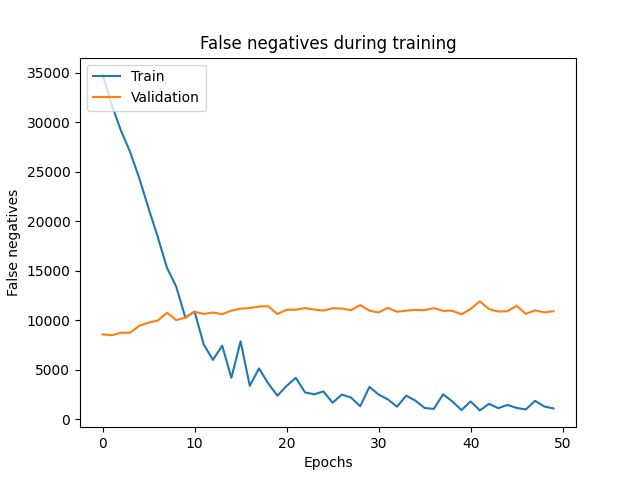 False negatives during training
Train
Validation
False negatives
35000
30000
25000
20000
15000
10000
5000
0
0 10 20 30 40 50
Epochs